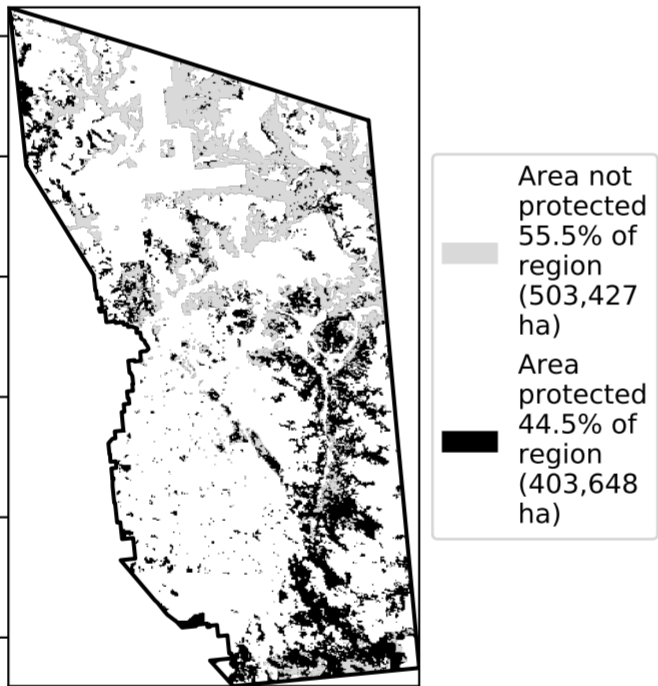 Area not
protected
55.5% of
region
(503,427
ha)
Area
protected
44.5% of
region
(403,648
ha)